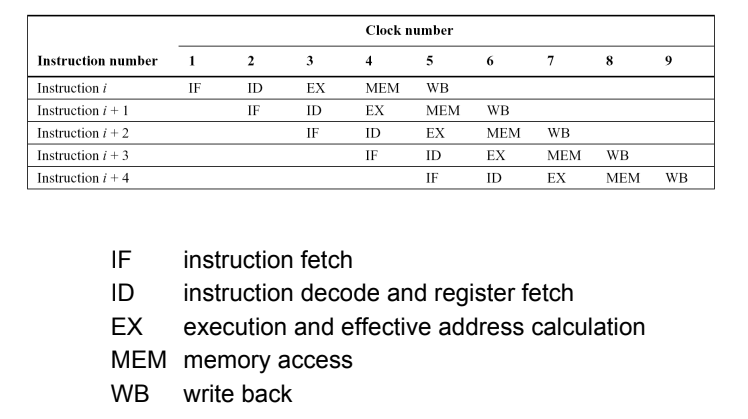 Clock number
Instruction number 1 2 3 4 5 6 7 8 9
Instruction i IF ID EX MEM WB
Instruction i + 1 IF ID EX MEM WB
Instruction i + 2 IF ID EX MEM WB
Instruction i + 3 IF ID EX MEM WB
Instruction i + 4 IF ID EX MEM WB
IF instruction fetch
ID instruction decode and register fetch
EX execution and effective address calculation
MEM memory access
WB write back